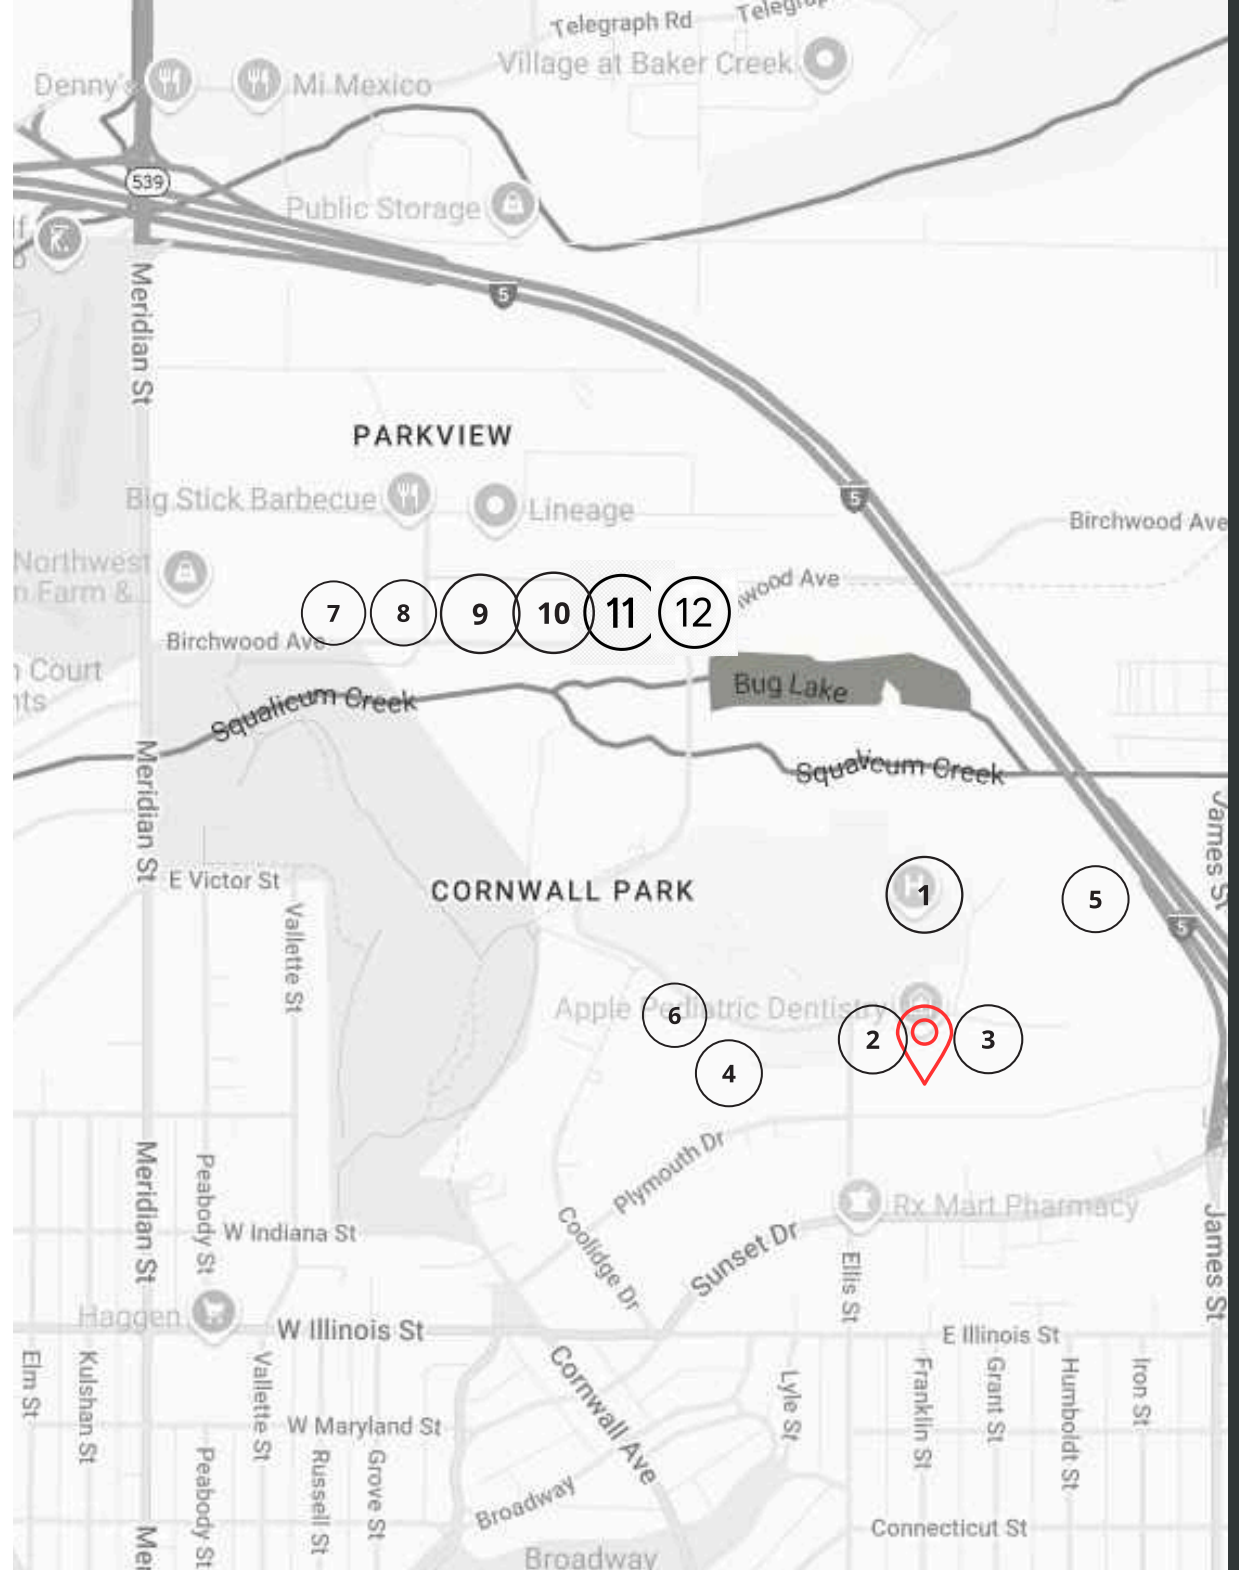 Telegraph Rd
Village at Baker Creek
Denny's
Mi Mexico
539
Public Storage
5
Meridian St
PARKVIEW
Big Stick Barbecue
Lineage
5
Birchwood Ave
Northwest
n Farm &
wood Ave
7
8
9
10
11
12
Birchwood Ave
Court
nts
Squalicum Creek
Bug Lake
Meridian St
Creek
James St
E Victor St
CORNWALL PARK
1
5
Vallette St
5
Apple Pediatric Dentistry
6
2
3
4
Meridian St
Peabody St
Plymouth Dr
Rx Mart Pharmacy
W Indiana St
Coolidge Dr
Sunset Dr
Ellis St
James St
Haggen
W Illinois St
E Illinois St
Elm St
Kulshan St
Vallette St
Cornwall Ave
Lyle St
Franklin St
Grant St
Humboldt St
Iron St
W Maryland St
Peabody St
Russell St
Grove St
Broadway
Connecticut St
Mer
Broadway